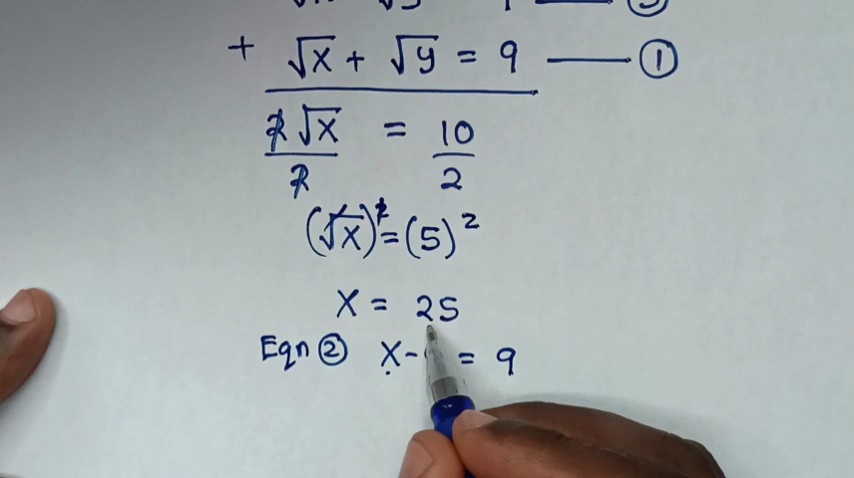 + √x + √y = 9 —— ①
2√x = 10
2 2
(√x)² = (5)²
x = 25
Eqn ② x - = 9